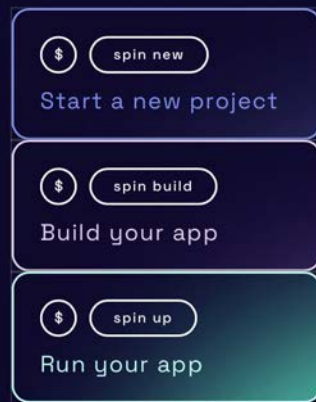 $ spin new
Start a new project
$ spin build
Build your app
$ spin up
Run your app